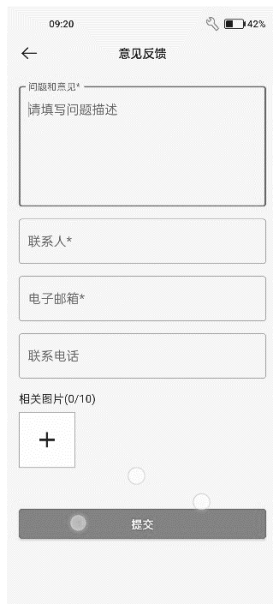 09:20
42%
意见反馈
问题和意见*
请填写问题描述
联系人*
电子邮箱*
联系电话
相关图片(0/10)
+
提交